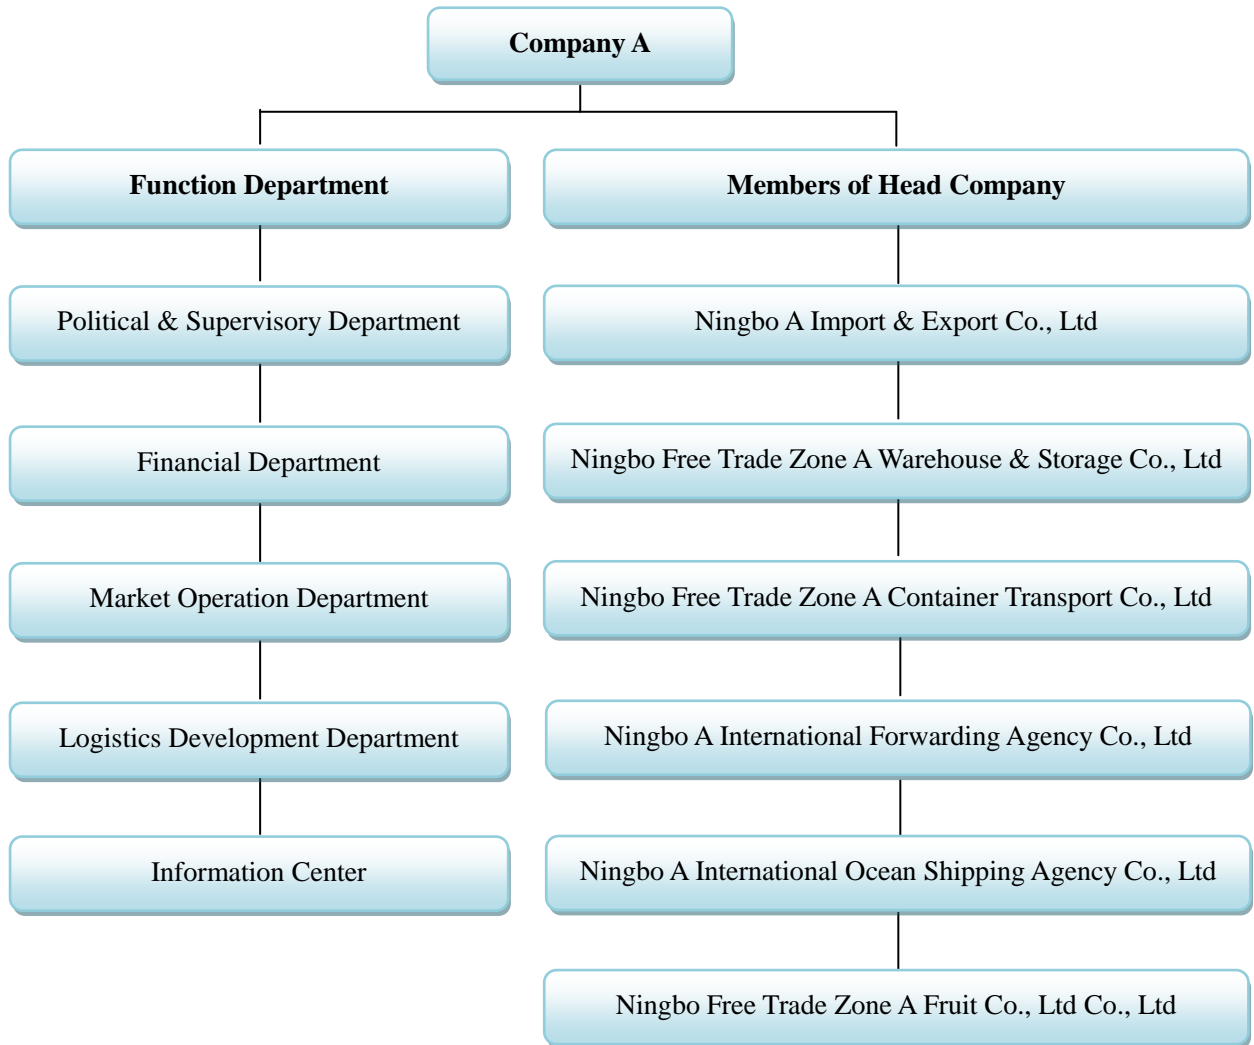 Company A
Function Department
Members of Head Company
Political & Supervisory Department
Ningbo A Import & Export Co., Ltd
Financial Department
Ningbo Free Trade Zone A Warehouse & Storage Co., Ltd
Market Operation Department
Ningbo Free Trade Zone A Container Transport Co., Ltd
Logistics Development Department
Ningbo A International Forwarding Agency Co., Ltd
Information Center
Ningbo A International Ocean Shipping Agency Co., Ltd
Ningbo Free Trade Zone A Fruit Co., Ltd Co., Ltd